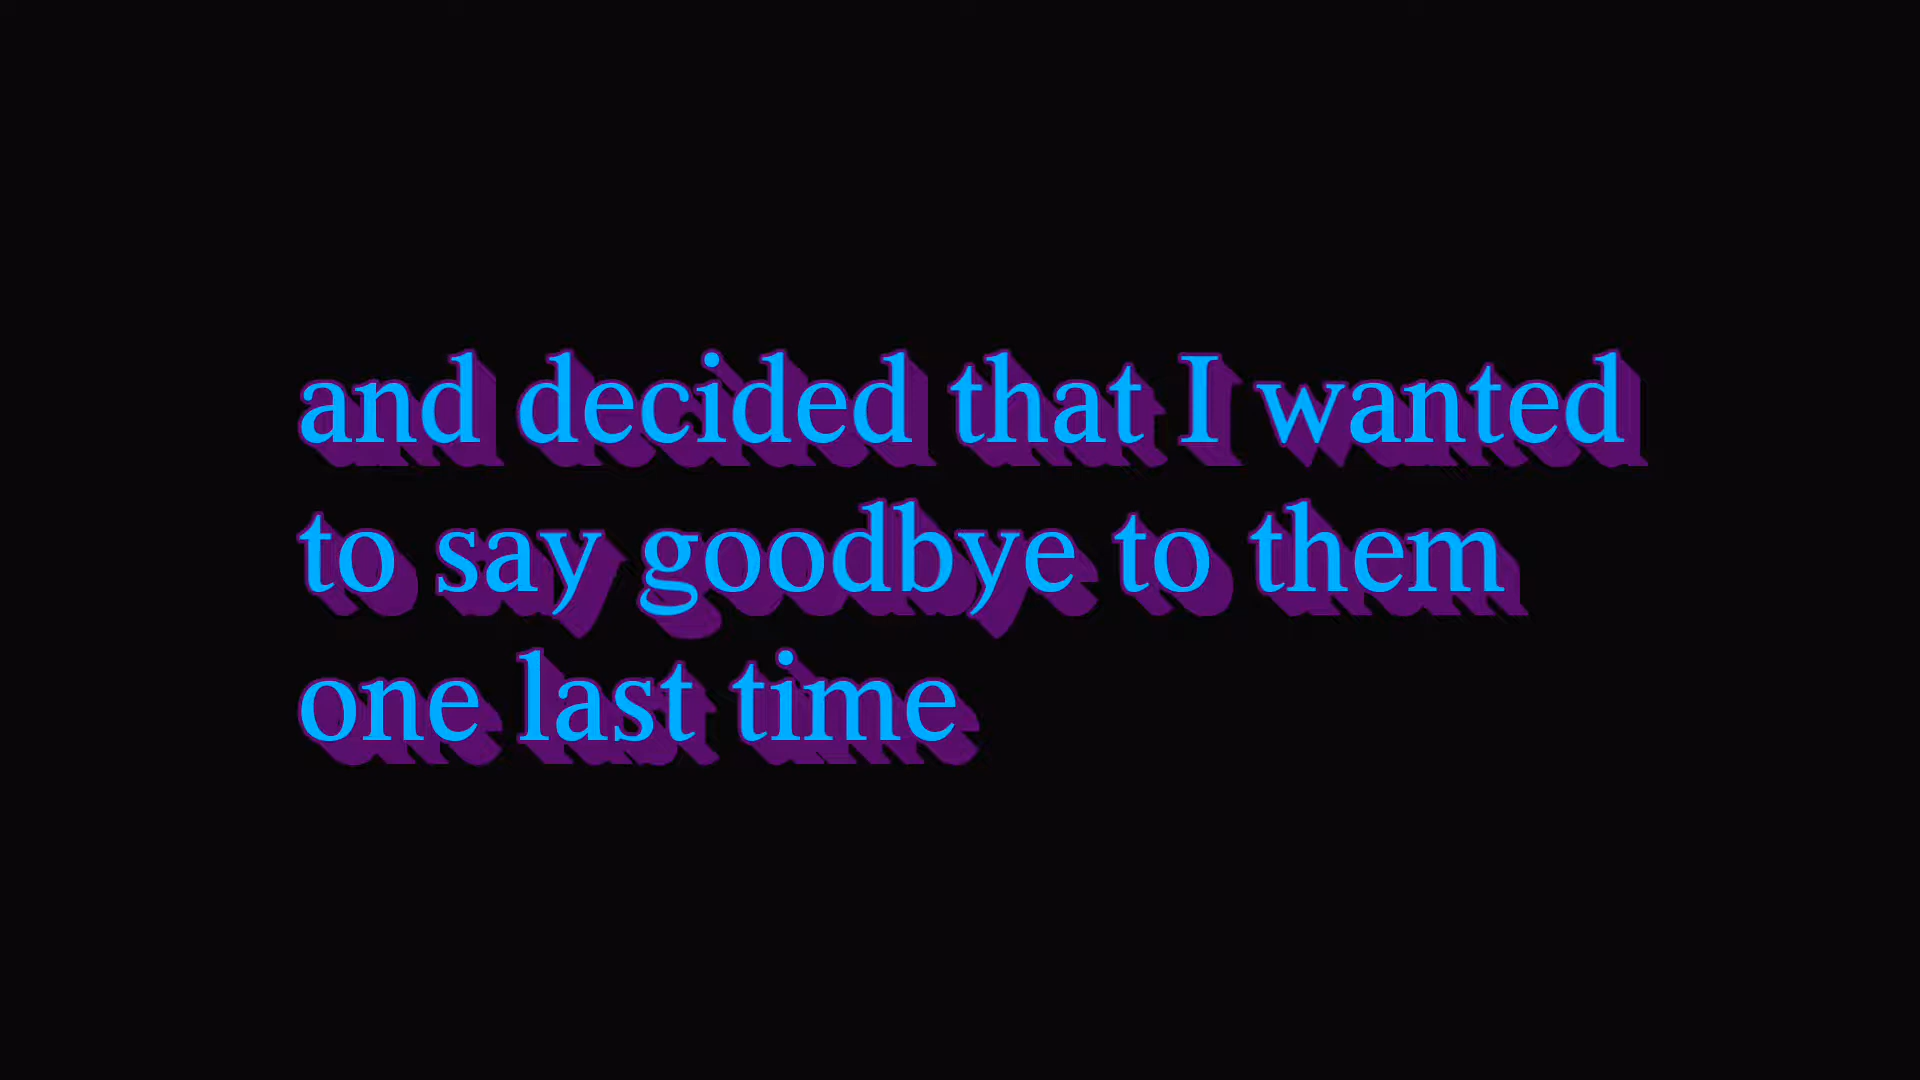 and decided that I wanted
to say goodbye to them
one last time